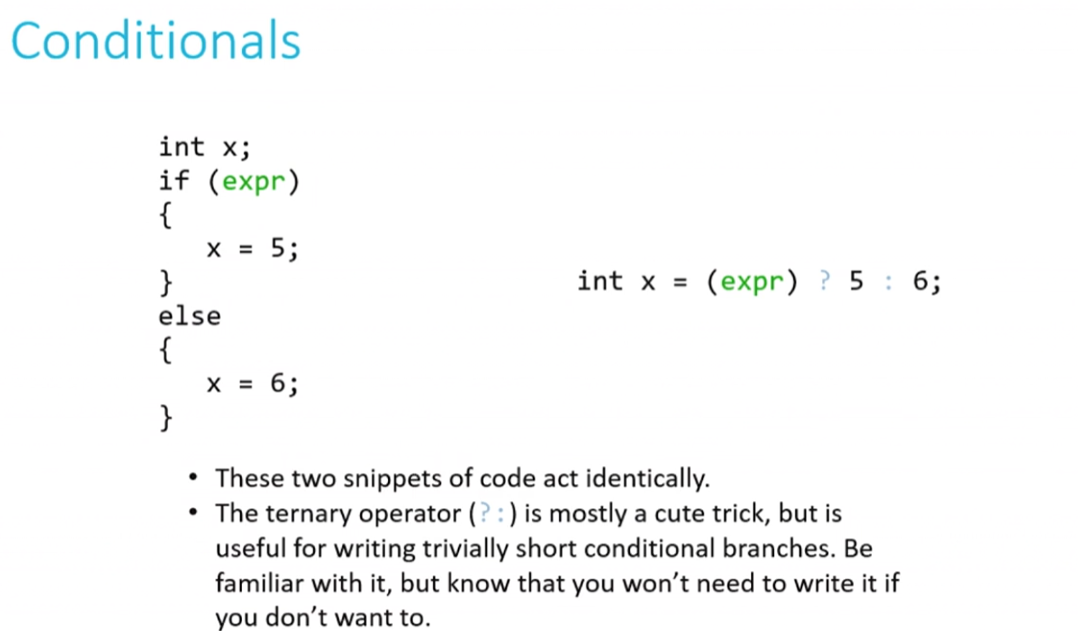 Conditionals
int x;
if (expr)
{
x = 5;
}
else
{
x = 6;
}
int x = (expr) ? 5 : 6;
• These two snippets of code act identically.
• The ternary operator (?:) is mostly a cute trick, but is
useful for writing trivially short conditional branches. Be
familiar with it, but know that you won’t need to write it if
you don’t want to.